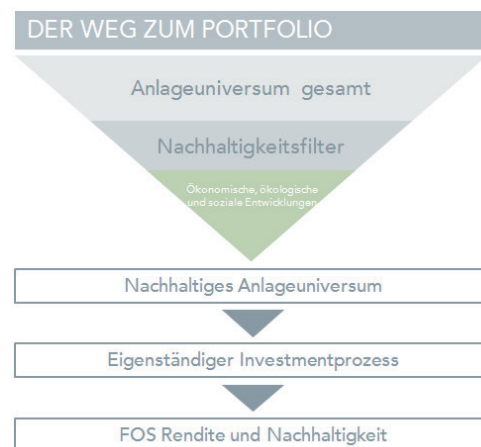 DER WEG ZUM PORTFOLIO
Anlageuniversum gesamt
Nachhaltigkeitsfilter
Ökonomische, ökologische
und soziale Entwicklungen
Nachhaltiges Anlageuniversum
Eigenständiger Investmentprozess
FOS Rendite und Nachhaltigkeit